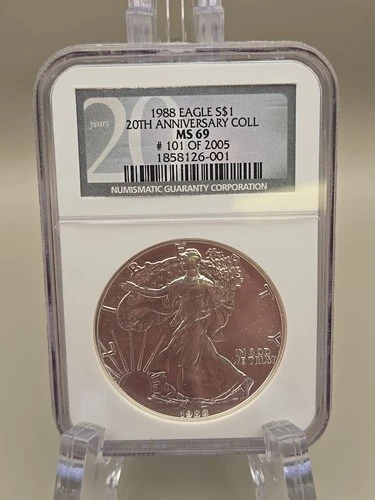 20
years
1988 EAGLE S$1
20TH ANNIVERSARY COLL
MS 69
# 101 OF 2005
1858126-001
NUMISMATIC GUARANTY CORPORATION
LIBERTY
IN GOD
WE TRUST
1988